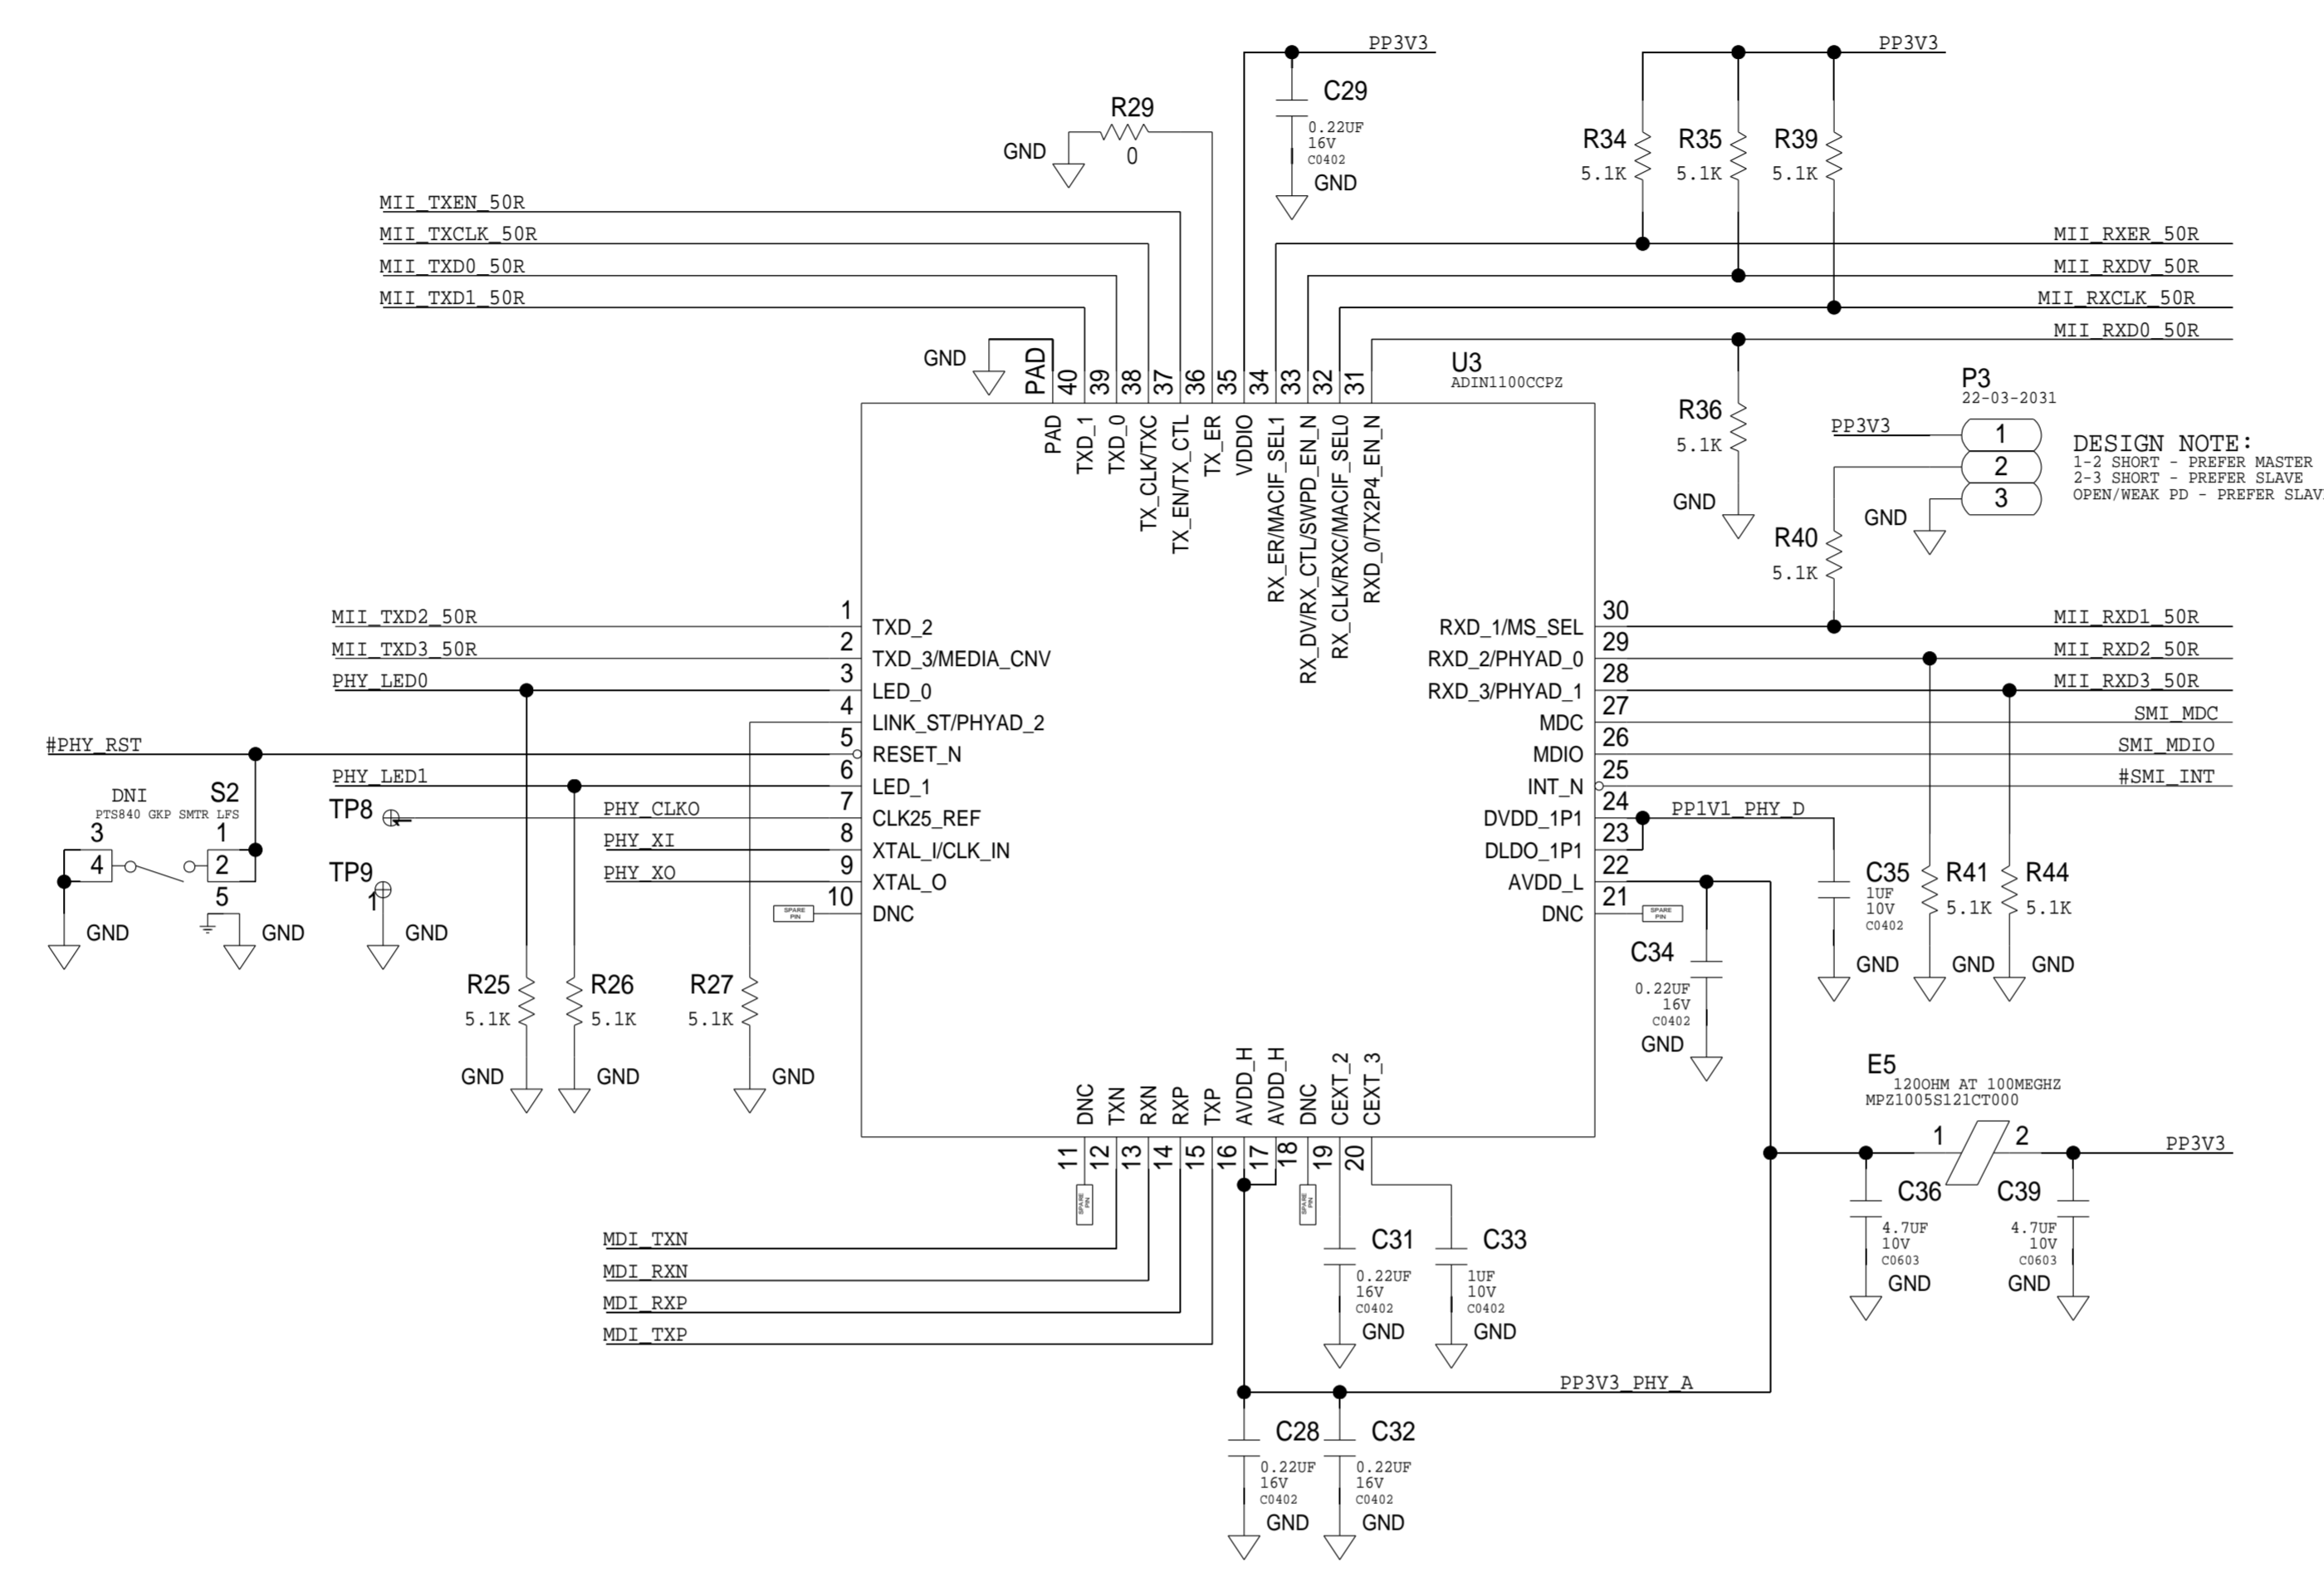 PP3V3
PP3V3
C29
0.22UF
16V
C0402
GND
R29
0
GND
R34
5.1K
R35
5.1K
R39
5.1K
MII_TXEN_50R
MII_TXCLK_50R
MII_TXD0_50R
MII_TXD1_50R
MII_RXER_50R
MII_RXDV_50R
MII_RXCLK_50R
MII_RXD0_50R
GND
PAD
40
39
38
37
36
35
34
33
32
31
U3
ADIN1100CCPZ
PAD
TXD_1
TXD_0
TX_CLK/TXC
TX_EN/TX_CTL
TX_ER
VDDIO
RX_ER/MACIF_SEL1
RX_DV/RX_CTL/SWPD_EN_N
RX_CLK/RXC/MACIF_SEL0
RXD_0/TX2P4_EN_N
R36
5.1K
GND
P3
22-03-2031
PP3V3
1
2
3
GND
DESIGN NOTE:
1-2 SHORT - PREFER MASTER
2-3 SHORT - PREFER SLAVE
OPEN/WEAK PD - PREFER SLAV
R40
5.1K
MII_TXD2_50R
1
TXD_2
MII_TXD3_50R
2
TXD_3/MEDIA_CNV
PHY_LED0
3
LED_0
4
LINK_ST/PHYAD_2
#PHY_RST
5
RESET_N
PHY_LED1
6
LED_1
TP8
1
PHY_CLKO
7
CLK25_REF
PHY_XI
8
XTAL_I/CLK_IN
PHY_XO
9
XTAL_O
SPARE
PIN
10
DNC
RXD_1/MS_SEL
30
MII_RXD1_50R
RXD_2/PHYAD_0
29
MII_RXD2_50R
RXD_3/PHYAD_1
28
MII_RXD3_50R
MDC
27
SMI_MDC
MDIO
26
SMI_MDIO
INT_N
25
#SMI_INT
DVDD_1P1
24
PP1V1_PHY_D
DLDO_1P1
23
AVDD_L
22
DNC
21
SPARE
PIN
DNI
S2
PTS840 GKP SMTR LFS
3
4
1
2
5
GND
GND
TP9
1
GND
R25
5.1K
GND
R26
5.1K
GND
R27
5.1K
GND
C34
0.22UF
16V
C0402
GND
C35
1UF
10V
C0402
GND
R41
5.1K
GND
R44
5.1K
GND
E5
120OHM AT 100MEGHZ
MPZ1005S121CT000
1
2
PP3V3
C36
4.7UF
10V
C0603
GND
C39
4.7UF
10V
C0603
GND
DNC
TXN
RXN
RXP
TXP
AVDD_H
AVDD_H
DNC
CEXT_2
CEXT_3
11
12
13
14
15
16
17
18
19
20
SPARE
PIN
SPARE
PIN
MDI_TXN
MDI_RXN
MDI_RXP
MDI_TXP
C31
0.22UF
16V
C0402
GND
C33
1UF
10V
C0402
GND
PP3V3_PHY_A
C28
0.22UF
16V
C0402
GND
C32
0.22UF
16V
C0402
GND